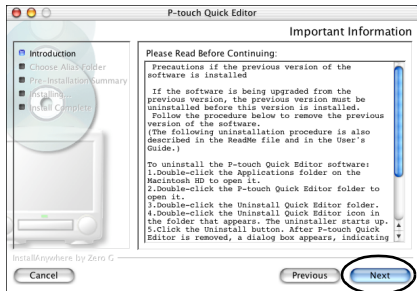 P-touch Quick Editor
Important Information
Introduction
Choose Alias Folder
Pre-Installation Summary
Installing...
Install Complete
Please Read Before Continuing:
Precautions if the previous version of the
software is installed
If the software is being upgraded from the
previous version, the previous version must be
uninstalled before this version is installed.
Follow the procedure below to remove the previous
version of the software.
(The following uninstallation procedure is also
described in the ReadMe file and in the User's
Guide.)
To uninstall the P-touch Quick Editor software:
1.Double-click the Applications folder on the
Macintosh HD to open it.
2.Double-click the P-touch Quick Editor folder to
open it.
3.Double-click the Uninstall Quick Editor folder.
4.Double-click the Uninstall Quick Editor icon in
the folder that appears. The uninstaller starts up.
5.Click the Uninstall button. After P-touch Quick
Editor is removed, a dialog box appears, indicating
InstallAnywhere by Zero G
Cancel
Previous
Next